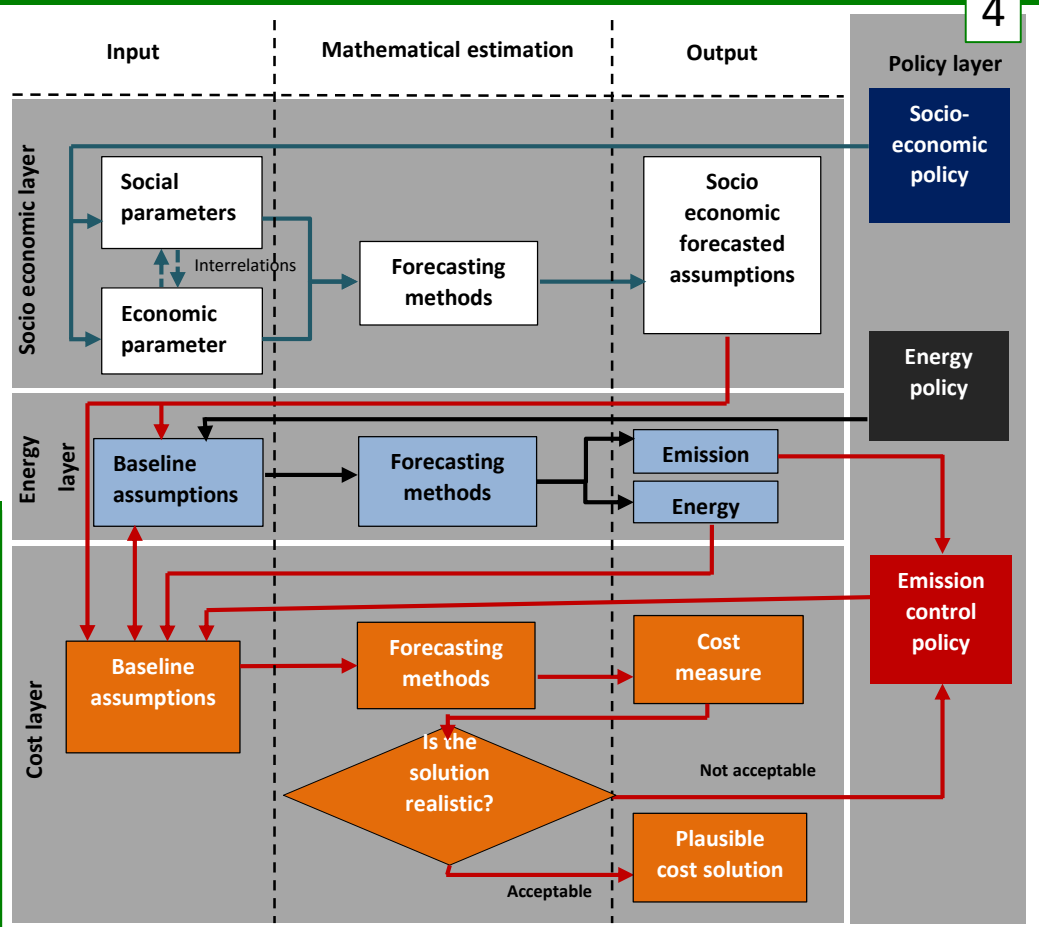 4
Input
Mathematical estimation
Output
Policy layer
Socio economic layer
Social
parameters
Interrelations
Economic
parameter
Forecasting
methods
Socio
economic
forecasted
assumptions
Socio-
economic
policy
Energy
policy
Energy
layer
Baseline
assumptions
Forecasting
methods
Emission
Energy
Emission
control
policy
Cost layer
Baseline
assumptions
Forecasting
methods
Cost
measure
Is the
solution
realistic?
Not acceptable
Acceptable
Plausible
cost solution